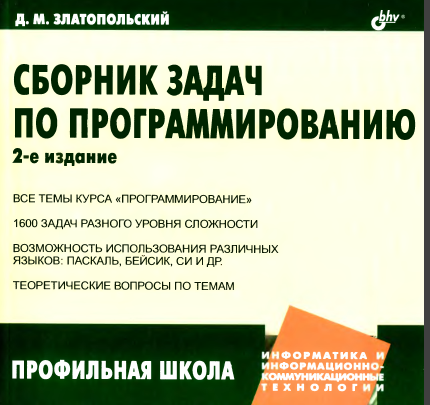 Д. М. ЗЛАТОПОЛЬСКИЙ
bhv®
СБОРНИК ЗАДАЧ
ПО ПРОГРАММИРОВАНИЮ
2-е издание
ВСЕ ТЕМЫ КУРСА «ПРОГРАММИРОВАНИЕ»
1600 ЗАДАЧ РАЗНОГО УРОВНЯ СЛОЖНОСТИ
ВОЗМОЖНОСТЬ ИСПОЛЬЗОВАНИЯ РАЗЛИЧНЫХ
ЯЗЫКОВ: ПАСКАЛЬ, БЕЙСИК, СИ И ДР.
ТЕОРЕТИЧЕСКИЕ ВОПРОСЫ ПО ТЕМАМ
ПРОФИЛЬНАЯ ШКОЛА
ИНФОРМАТИКА И
ИНФОРМАЦИОННО-
КОММУНИКАЦИОННЫЕ
ТЕХНОЛОГИИ